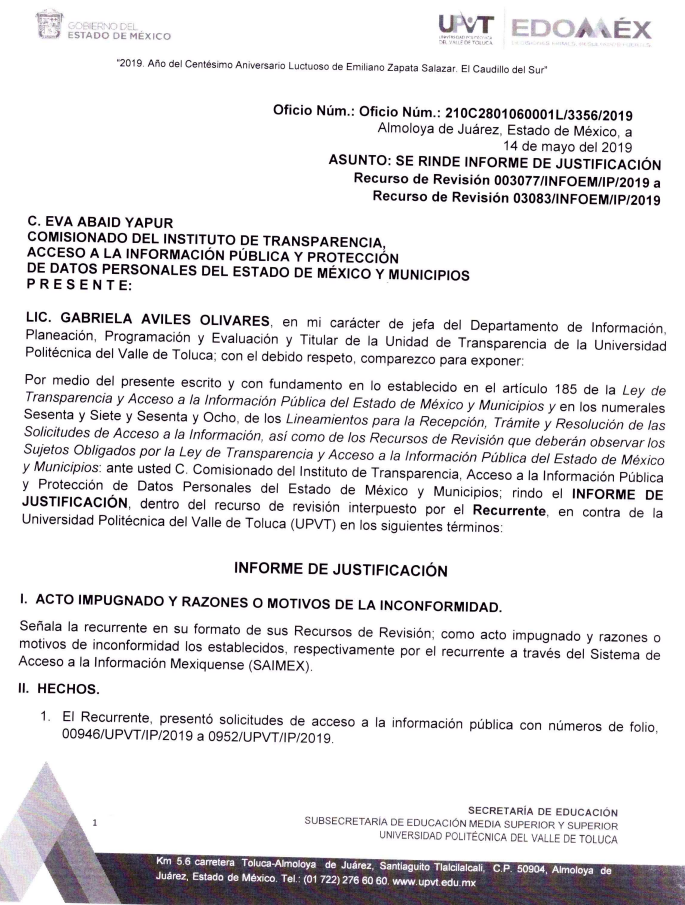 GOBIERNO DEL
ESTADO DE MÉXICO
UPVT
UNIVERSIDAD POLITÉCNICA
DEL VALLE DE TOLUCA
EDOMÉX
"2019. Año del Centésimo Aniversario Luctuoso de Emiliano Zapata Salazar. El Caudillo del Sur"
Oficio Núm.: Oficio Núm.: 210C2801060001L/3356/2019
Almoloya de Juárez, Estado de México, a
14 de mayo del 2019
ASUNTO: SE RINDE INFORME DE JUSTIFICACIÓN
Recurso de Revisión 003077/INFOEM/IP/2019 a
Recurso de Revisión 03083/INFOEM/IP/2019
C. EVA ABAID YAPUR
COMISIONADO DEL INSTITUTO DE TRANSPARENCIA,
ACCESO A LA INFORMACIÓN PÚBLICA Y PROTECCIÓN
DE DATOS PERSONALES DEL ESTADO DE MÉXICO Y MUNICIPIOS
P R E S E N T E:
LIC. GABRIELA AVILES OLIVARES, en mi carácter de jefa del Departamento de Información,
Planeación, Programación y Evaluación y Titular de la Unidad de Transparencia de la Universidad
Politécnica del Valle de Toluca; con el debido respeto, comparezco para exponer:
Por medio del presente escrito y con fundamento en lo establecido en el artículo 185 de la Ley de
Transparencia y Acceso a la Información Pública del Estado de México y Municipios y en los numerales
Sesenta y Siete y Sesenta y Ocho, de los Lineamientos para la Recepción, Trámite y Resolución de las
Solicitudes de Acceso a la Información, así como de los Recursos de Revisión que deberán observar los
Sujetos Obligados por la Ley de Transparencia y Acceso a la Información Pública del Estado de México
y Municipios: ante usted C. Comisionado del Instituto de Transparencia, Acceso a la Información Pública
y Protección de Datos Personales del Estado de México y Municipios; rindo el INFORME DE
JUSTIFICACIÓN, dentro del recurso de revisión interpuesto por el Recurrente, en contra de la
Universidad Politécnica del Valle de Toluca (UPVT) en los siguientes términos:
INFORME DE JUSTIFICACIÓN
I. ACTO IMPUGNADO Y RAZONES O MOTIVOS DE LA INCONFORMIDAD.
Señala la recurrente en su formato de sus Recursos de Revisión; como acto impugnado y razones o
motivos de inconformidad los establecidos, respectivamente por el recurrente a través del Sistema de
Acceso a la Información Mexiquense (SAIMEX).
II. HECHOS.
1. El Recurrente, presentó solicitudes de acceso a la información pública con números de folio,
00946/UPVT/IP/2019 a 0952/UPVT/IP/2019.
SECRETARÍA DE EDUCACIÓN
1
SUBSECRETARÍA DE EDUCACIÓN MEDIA SUPERIOR Y SUPERIOR
UNIVERSIDAD POLITÉCNICA DEL VALLE DE TOLUCA
Km 5.6 carretera Toluca-Almoloya de Juárez, Santiaguito Tlalcilalcali, C.P. 50904, Almoloya de
Juárez, Estado de México. Tel.: (01 722) 276 60 60. www.upvt.edu.mx